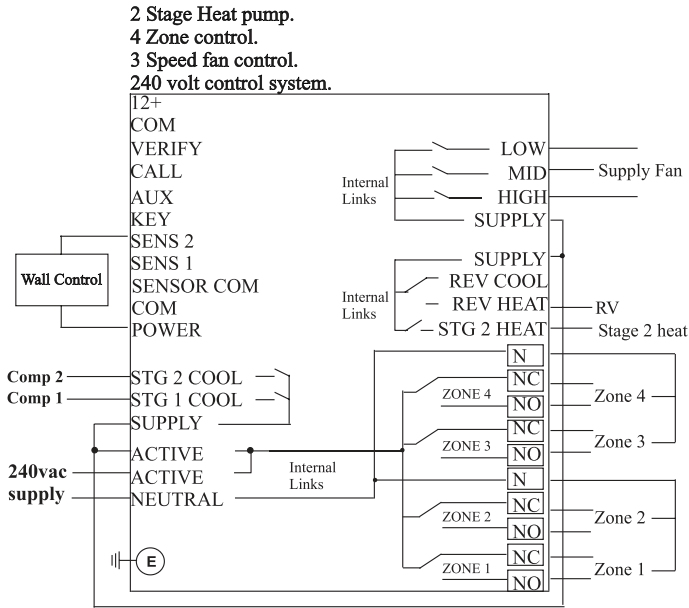 2 Stage Heat pump.
4 Zone control.
3 Speed fan control.
240 volt control system.
12+
COM
VERIFY
CALL
AUX
KEY
SENS 2
SENS 1
SENSOR COM
COM
POWER
Wall Control
STG 2 COOL
STG 1 COOL
SUPPLY
ACTIVE
ACTIVE
NEUTRAL
Comp 2
Comp 1
240vac
supply
E
Internal
Links
LOW
MID
HIGH
SUPPLY
Supply Fan
Internal
Links
SUPPLY
REV COOL
REV HEAT
STG 2 HEAT
RV
Stage 2 heat
Internal
Links
N
ZONE 4
NC
NO
Zone 4
ZONE 3
NC
NO
Zone 3
N
ZONE 2
NC
NO
Zone 2
ZONE 1
NC
NO
Zone 1